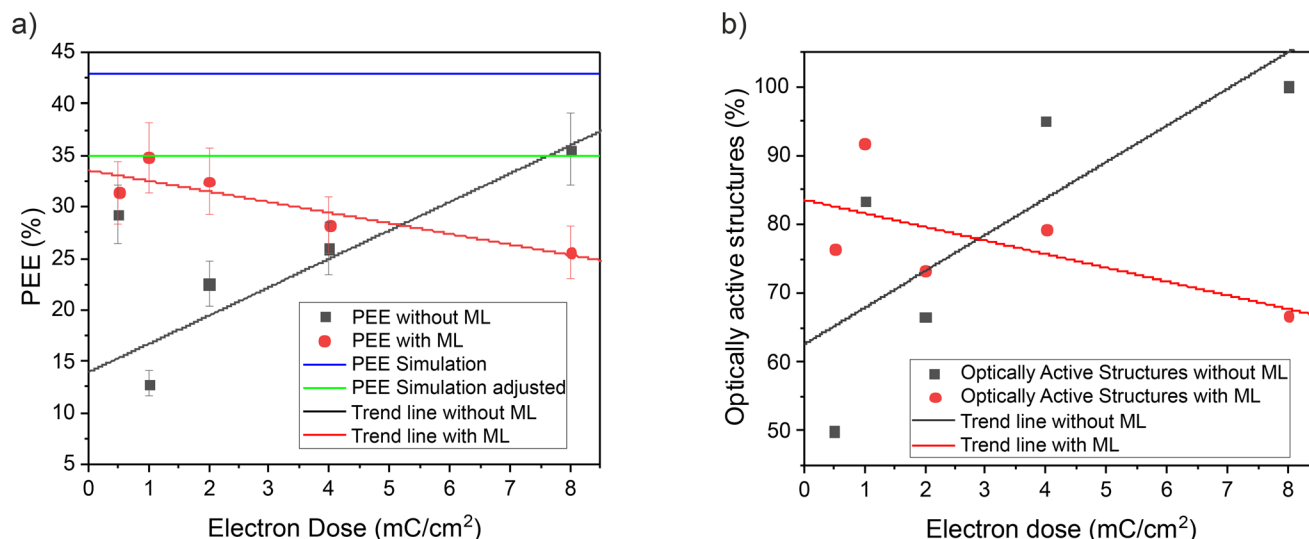 a)
45
40
35
30
25
20
15
10
5
PEE (%)
PEE without ML
PEE with ML
PEE Simulation
PEE Simulation adjusted
Trend line without ML
Trend line with ML
0 1 2 3 4 5 6 7 8
Electron Dose (mC/cm²)
b)
100
90
80
70
60
50
Optically active structures (%)
Optically Active Structures without ML
Optically Active Structures with ML
Trend line without ML
Trend line with ML
0 1 2 3 4 5 6 7 8
Electron dose (mC/cm²)